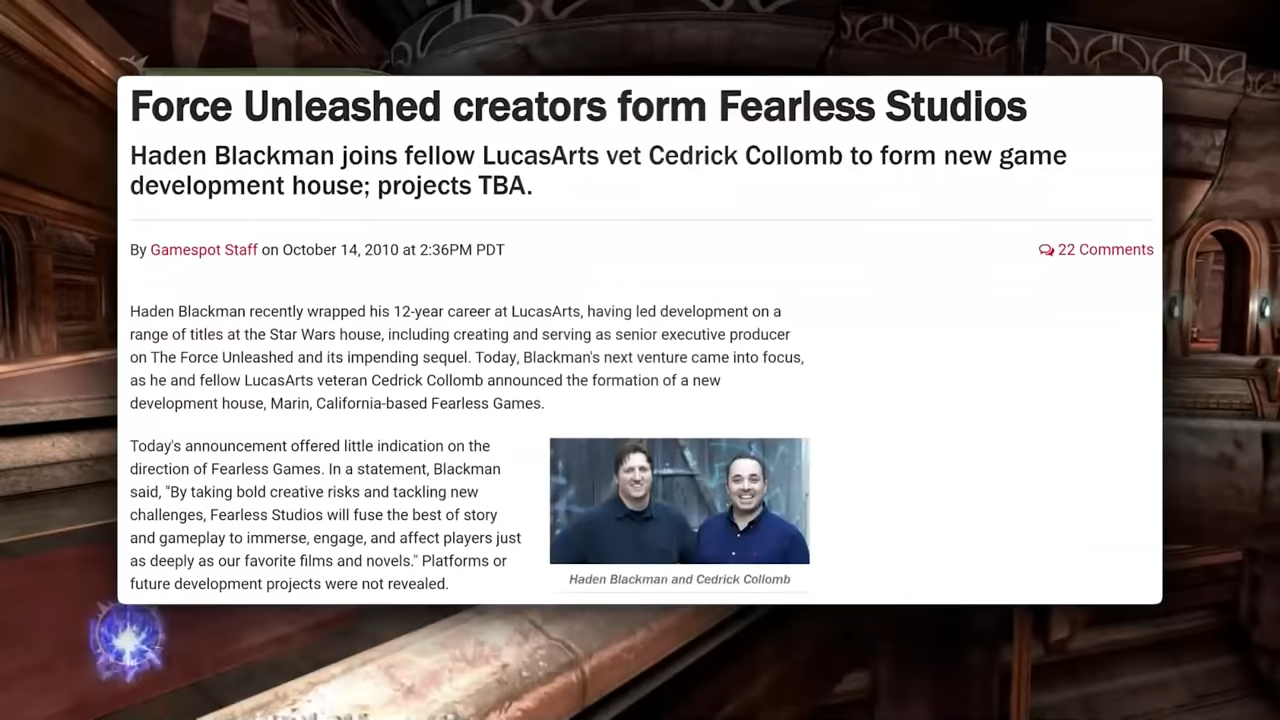 Force Unleashed creators form Fearless Studios
Haden Blackman joins fellow LucasArts vet Cedrick Collomb to form new game
development house; projects TBA.
By Gamespot Staff on October 14, 2010 at 2:36PM PDT
22 Comments
Haden Blackman recently wrapped his 12-year career at LucasArts, having led development on a
range of titles at the Star Wars house, including creating and serving as senior executive producer
on The Force Unleashed and its impending sequel. Today, Blackman's next venture came into focus,
as he and fellow LucasArts veteran Cedrick Collomb announced the formation of a new
development house, Marin, California-based Fearless Games.
Today's announcement offered little indication on the
direction of Fearless Games. In a statement, Blackman
said, "By taking bold creative risks and tackling new
challenges, Fearless Studios will fuse the best of story
and gameplay to immerse, engage, and affect players just
as deeply as our favorite films and novels." Platforms or
future development projects were not revealed.
Haden Blackman and Cedrick Collomb